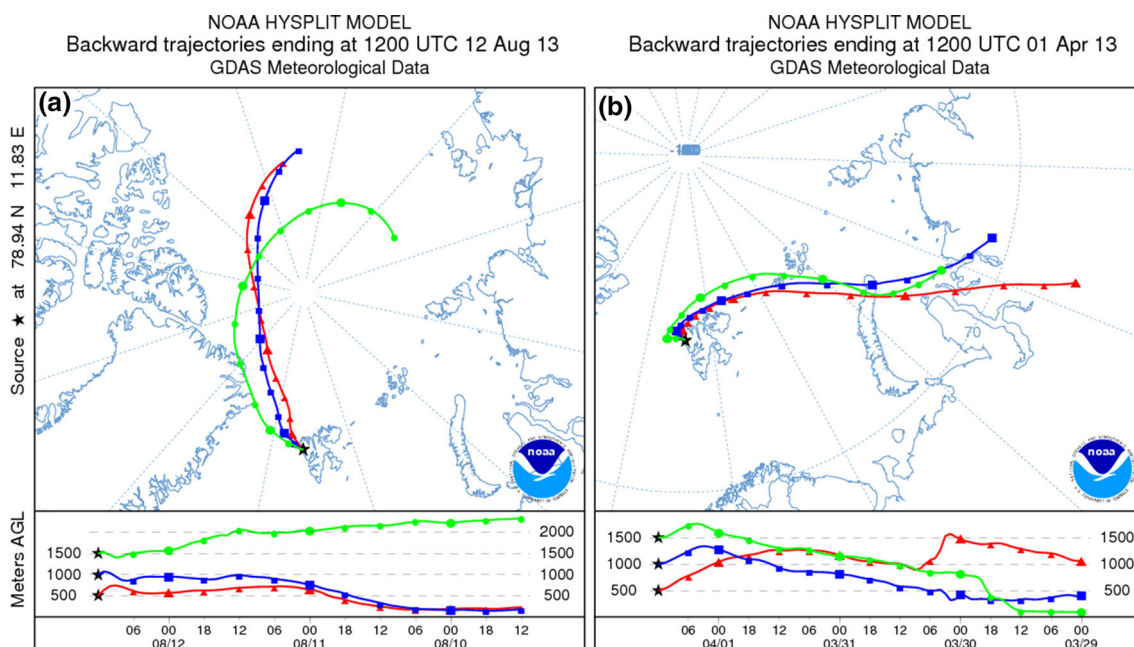 NOAA HYSPLIT MODEL
Backward trajectories ending at 1200 UTC 12 Aug 13
GDAS Meteorological Data
(a)
Source ★ at 78.94 N 11.83 E
noaa
Meters AGL
1500
1000
500
2000
1500
1000
500
06 00 18 12 06 00 18 12 06 00 18 12
08/12 08/11 08/10
NOAA HYSPLIT MODEL
Backward trajectories ending at 1200 UTC 01 Apr 13
GDAS Meteorological Data
(b)
70
noaa
1500
1000
500
1500
1000
500
06 00 18 12 06 00 18 12 06 00 18 12 06 00
04/01 03/31 03/30 03/29